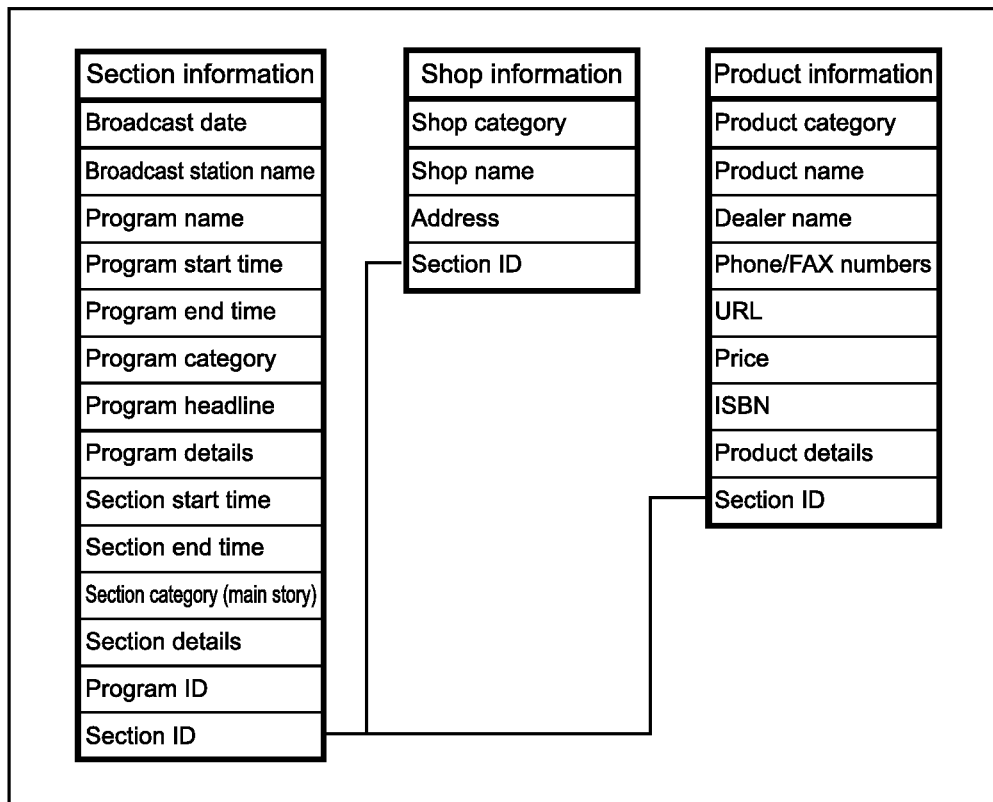 Section information
Broadcast date
Broadcast station name
Program name
Program start time
Program end time
Program category
Program headline
Program details
Section start time
Section end time
Section category (main story)
Section details
Program ID
Section ID
Shop information
Shop category
Shop name
Address
Section ID
Product information
Product category
Product name
Dealer name
Phone/FAX numbers
URL
Price
ISBN
Product details
Section ID